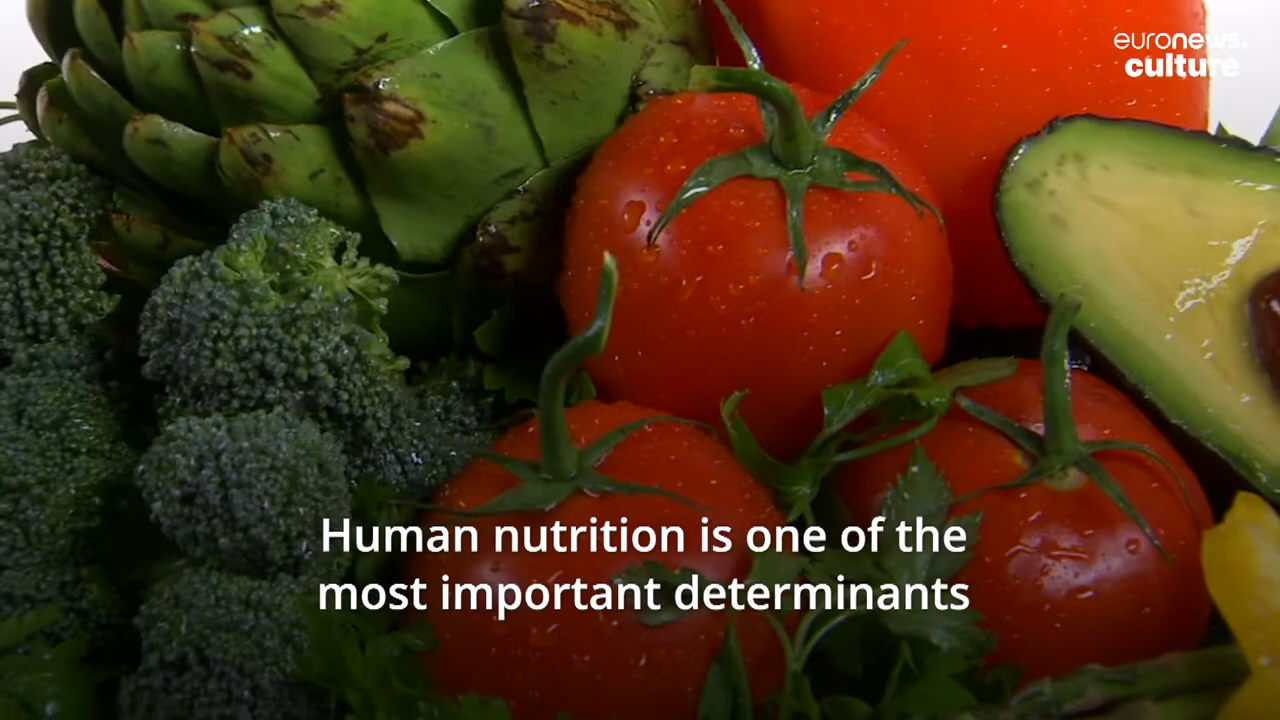 euronews.
culture
Human nutrition is one of the
most important determinants